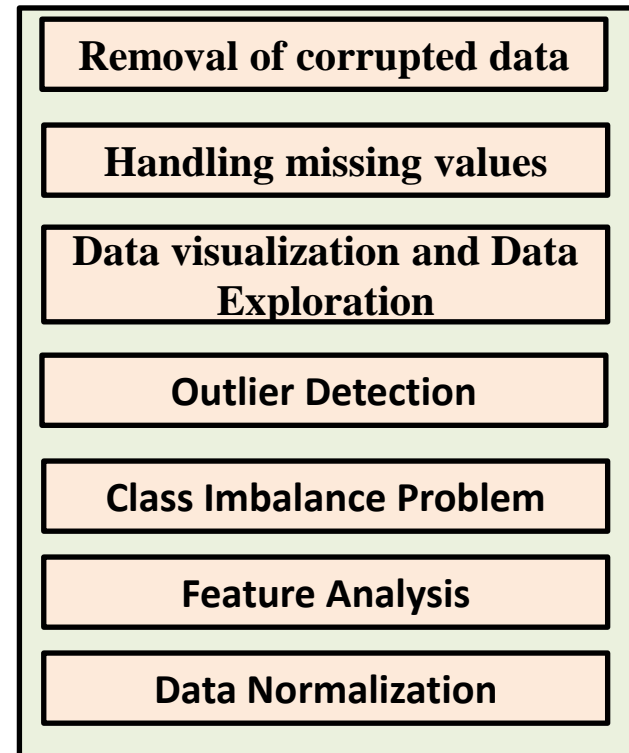 Removal of corrupted data
Handling missing values
Data visualization and Data
Exploration
Outlier Detection
Class Imbalance Problem
Feature Analysis
Data Normalization